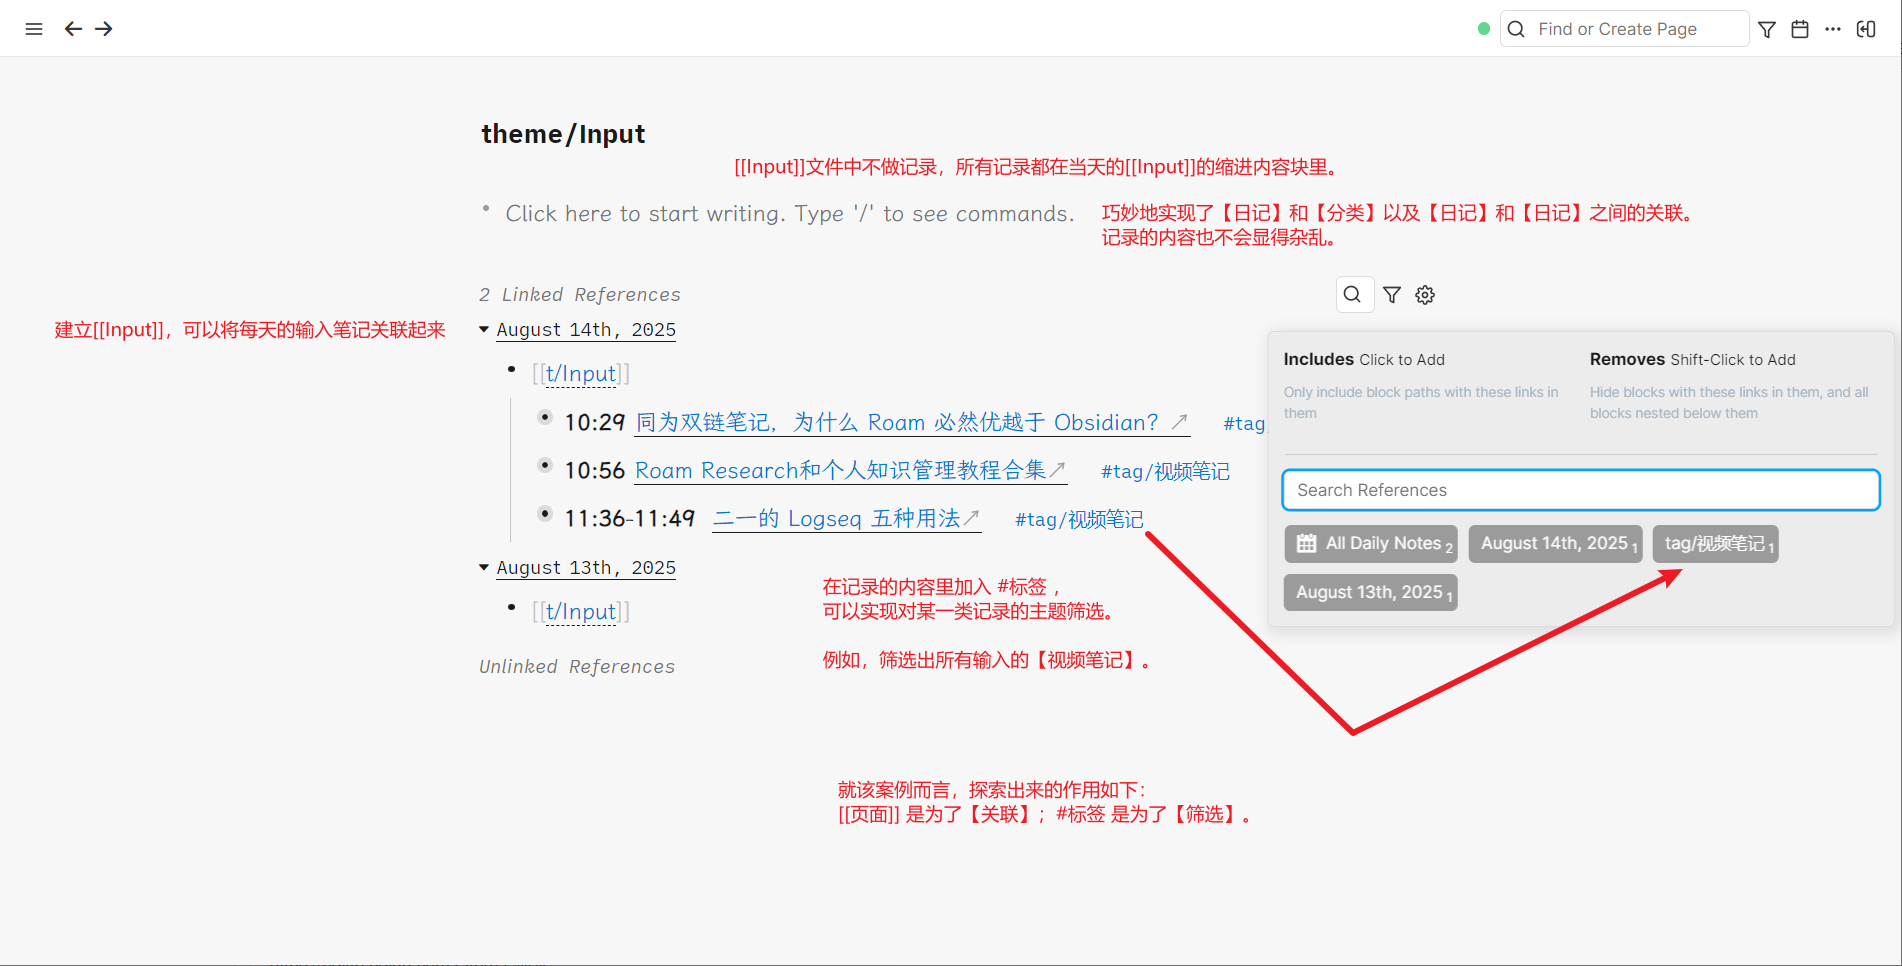 Find or Create Page
theme/Input
[[Input]]文件中不做记录，所有记录都在当天的[[Input]]的缩进内容块里。
Click here to start writing. Type '/' to see commands.
巧妙地实现了【日记】和【分类】以及【日记】和【日记】之间的关联。
记录的内容也不会显得杂乱。
2 Linked References
建立[[Input]]，可以将每天的输入笔记关联起来
August 14th, 2025
[[t/Input]]
10:29 同为双链笔记，为什么 Roam 必然优越于 Obsidian？ #tag
10:56 Roam Research和个人知识管理教程合集 #tag/视频笔记
11:36-11:49 二一的 Logseq 五种用法 #tag/视频笔记
August 13th, 2025
[[t/Input]]
Unlinked References
Includes Click to Add
Only include block paths with these links in
them
Removes Shift-Click to Add
Hide blocks with these links in them, and all
blocks nested below them
Search References
All Daily Notes 2
August 14th, 2025 1
tag/视频笔记 1
August 13th, 2025 1
在记录的内容里加入 #标签，
可以实现对某一类记录的主题筛选。
例如，筛选出所有输入的【视频笔记】。
就该案例而言，探索出来的作用如下：
[[页面]] 是为了【关联】；#标签 是为了【筛选】。